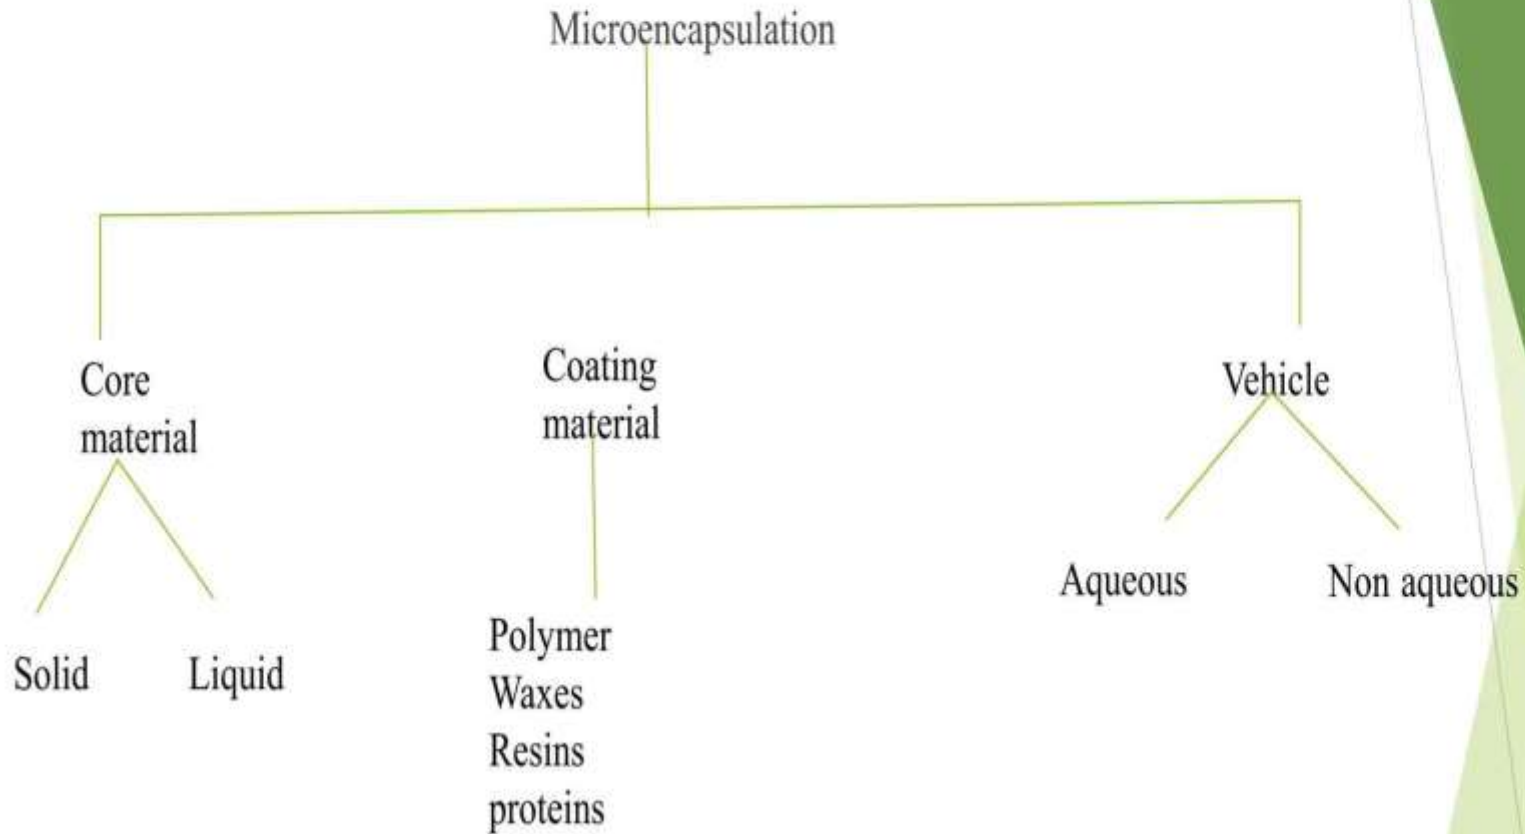 Microencapsulation
Core
material
Coating
material
Vehicle
Solid
Liquid
Polymer
Waxes
Resins
proteins
Aqueous
Non aqueous